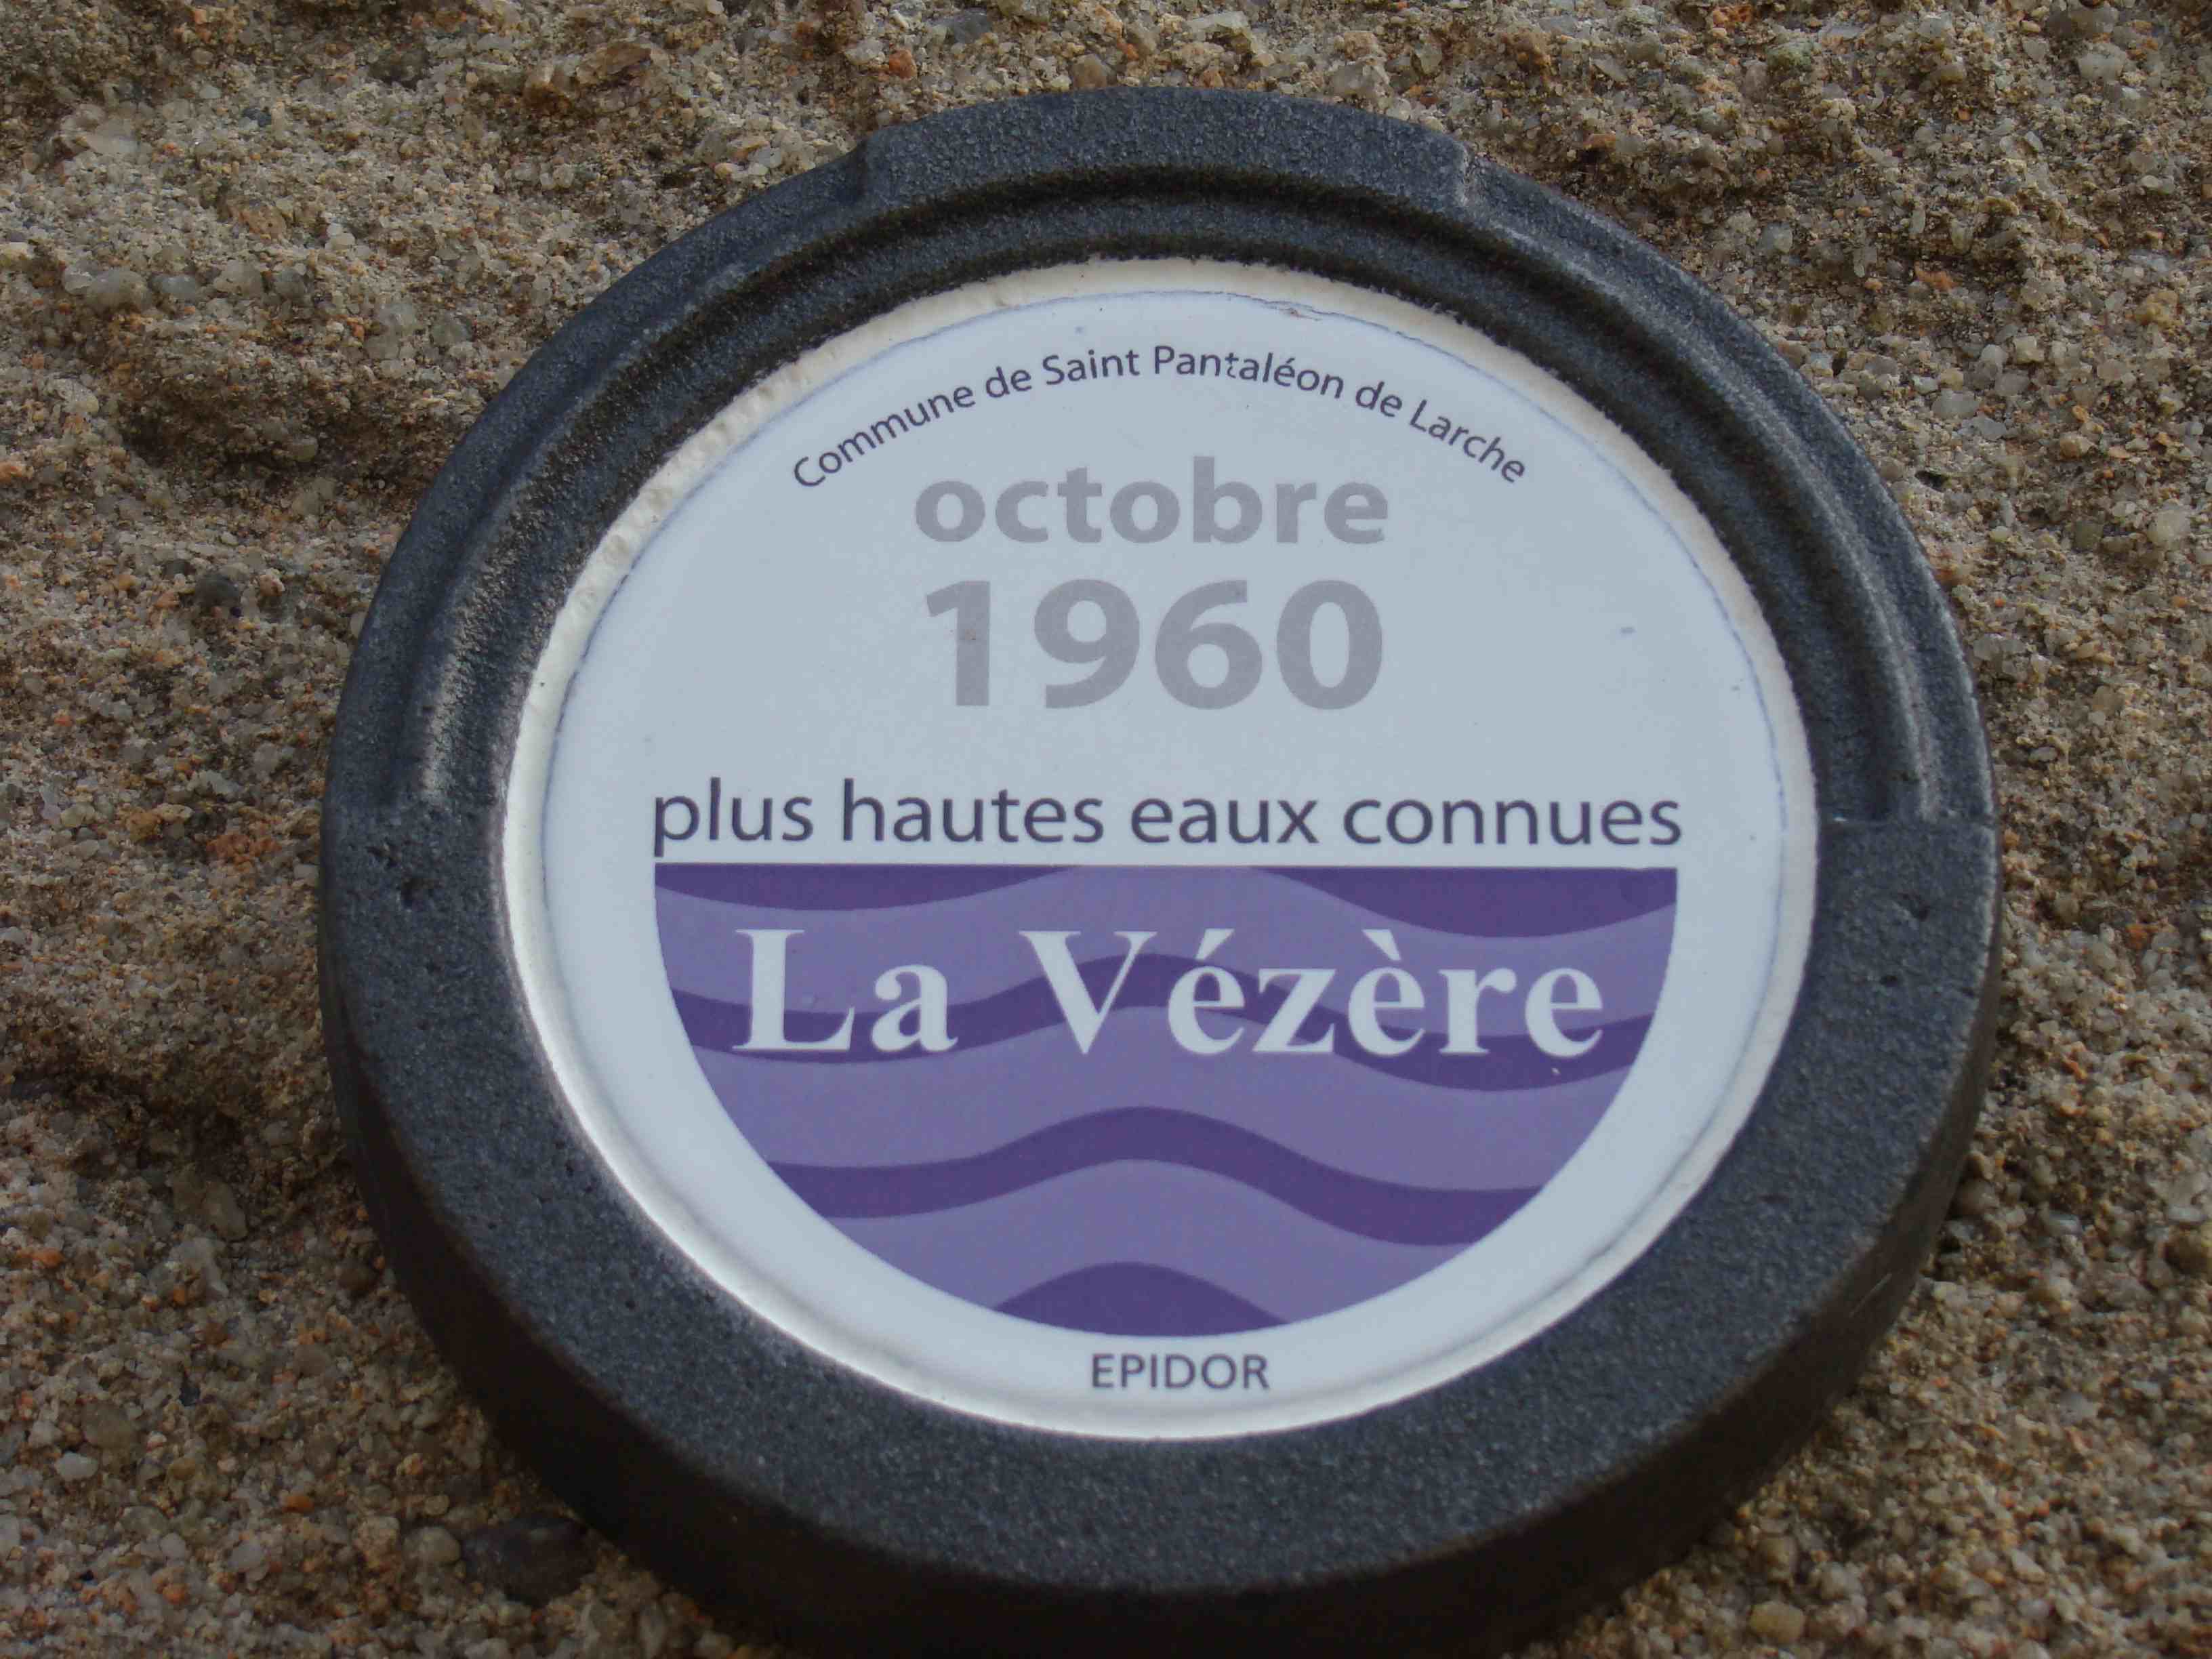 Commune de Saint Pantaléon de Larche
octobre
1960
plus hautes eaux connues
La Vézère
EPIDOR